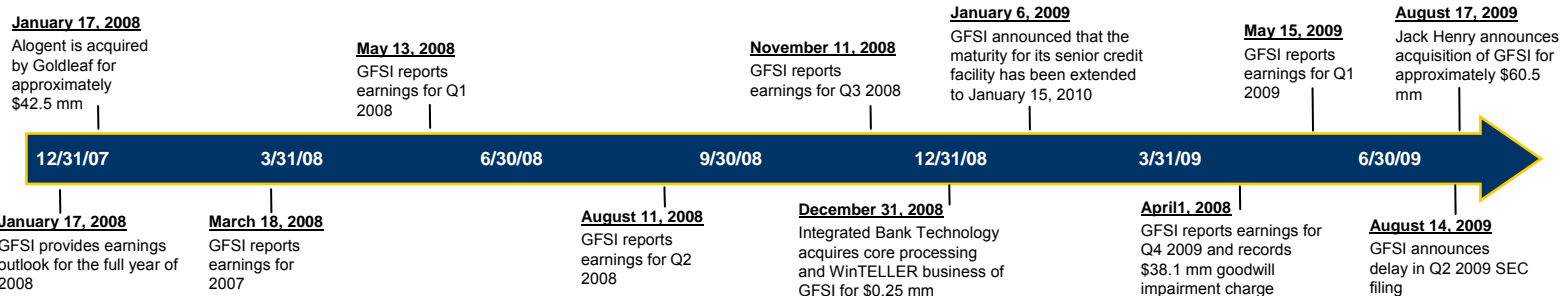 January 17, 2008
Alogent is acquired
by Goldleaf for
approximately
$42.5 mm
May 13, 2008
GFSI reports
earnings for Q1
2008
November 11, 2008
GFSI reports
earnings for Q3 2008
January 6, 2009
GFSI announced that the
maturity for its senior credit
facility has been extended
to January 15, 2010
May 15, 2009
GFSI reports
earnings for Q1
2009
August 17, 2009
Jack Henry announces
acquisition of GFSI for
approximately $60.5
mm
12/31/07 3/31/08 6/30/08 9/30/08 12/31/08 3/31/09 6/30/09
January 17, 2008
GFSI provides earnings
outlook for the full year of
2008
March 18, 2008
GFSI reports
earnings for
2007
August 11, 2008
GFSI reports
earnings for Q2
2008
December 31, 2008
Integrated Bank Technology
acquires core processing
and WinTELLER business of
GFSI for $0.25 mm
April1, 2008
GFSI reports earnings for
Q4 2009 and records
$38.1 mm goodwill
impairment charge
August 14, 2009
GFSI announces
delay in Q2 2009 SEC
filing